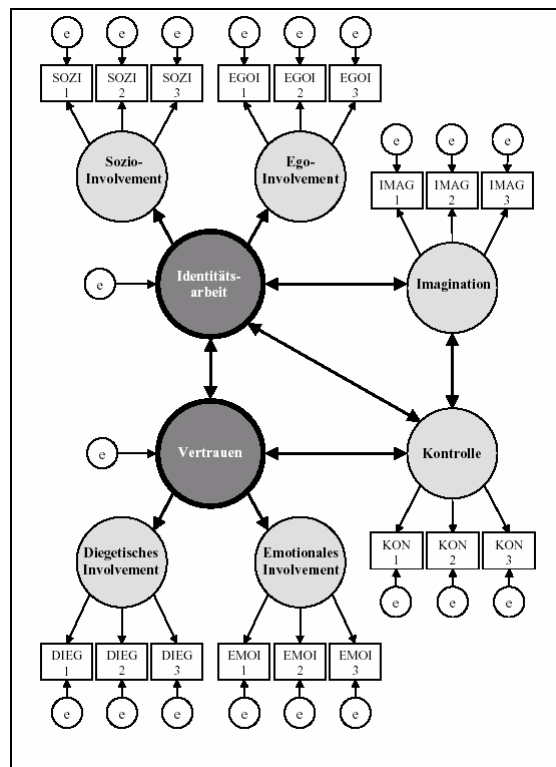 e e e e e e
SOZI SOZI SOZI EGOI EGOI EGOI
1 2 3 1 2 3
e e e
Sozio-
Involvement
Ego-
Involvement
IMAG IMAG IMAG
1 2 3
Identitäts-
arbeit
e
Imagination
Vertrauen
e
Kontrolle
KON KON KON
1 2 3
Diegetisches
Involvement
Emotionales
Involvement
e e e
DIEG DIEG DIEG EMOI EMOI EMOI
1 2 3 1 2 3
e e e e e e